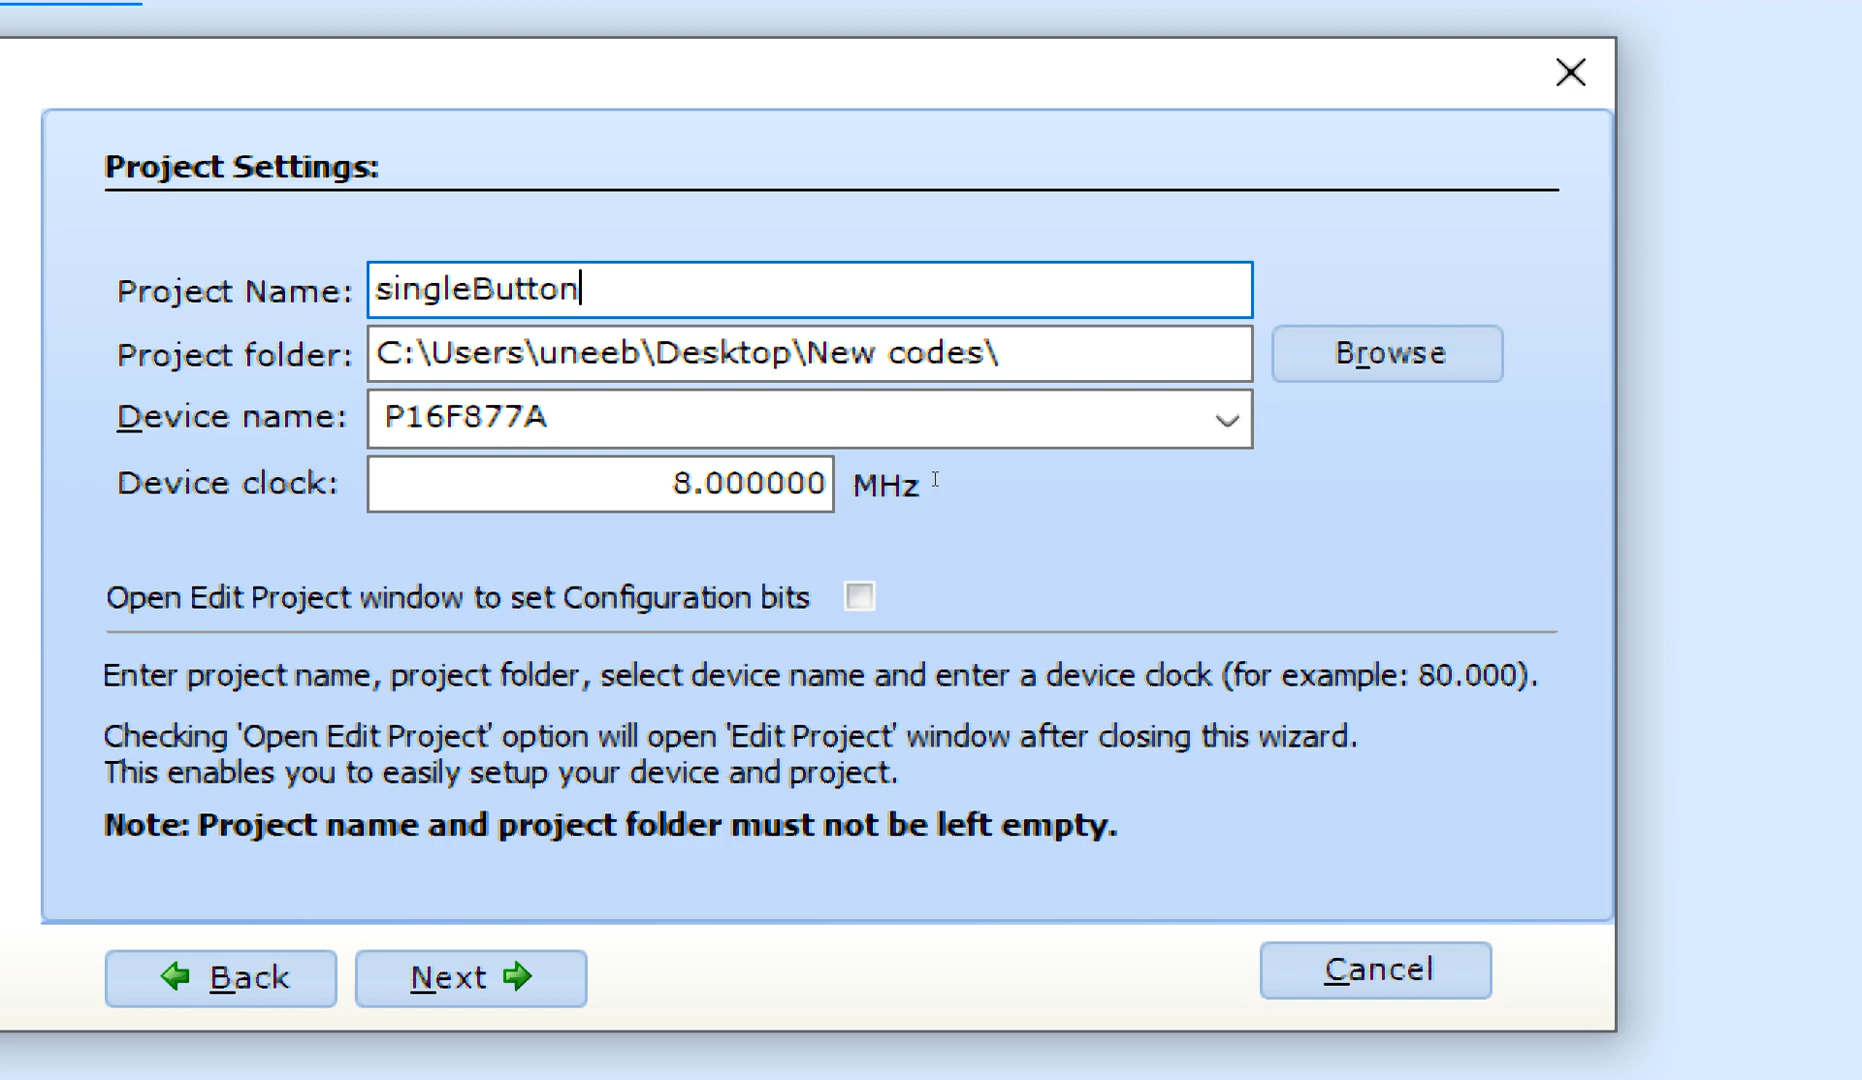 Project Settings:
Project Name: singleButton
Project folder: C:\Users\uneeb\Desktop\New codes\ Browse
Device name: P16F877A
Device clock: 8.000000 MHz
Open Edit Project window to set Configuration bits
Enter project name, project folder, select device name and enter a device clock (for example: 80.000).
Checking 'Open Edit Project' option will open 'Edit Project' window after closing this wizard.
This enables you to easily setup your device and project.
Note: Project name and project folder must not be left empty.
Back Next Cancel